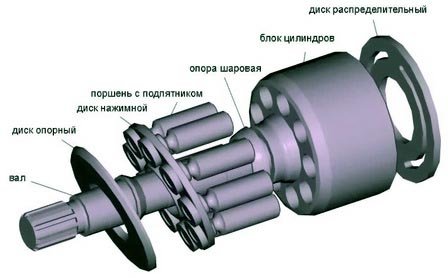 диск распределительный
блок цилиндров
опора шаровая
поршень с подпятником
диск нажимной
диск опорный
вал